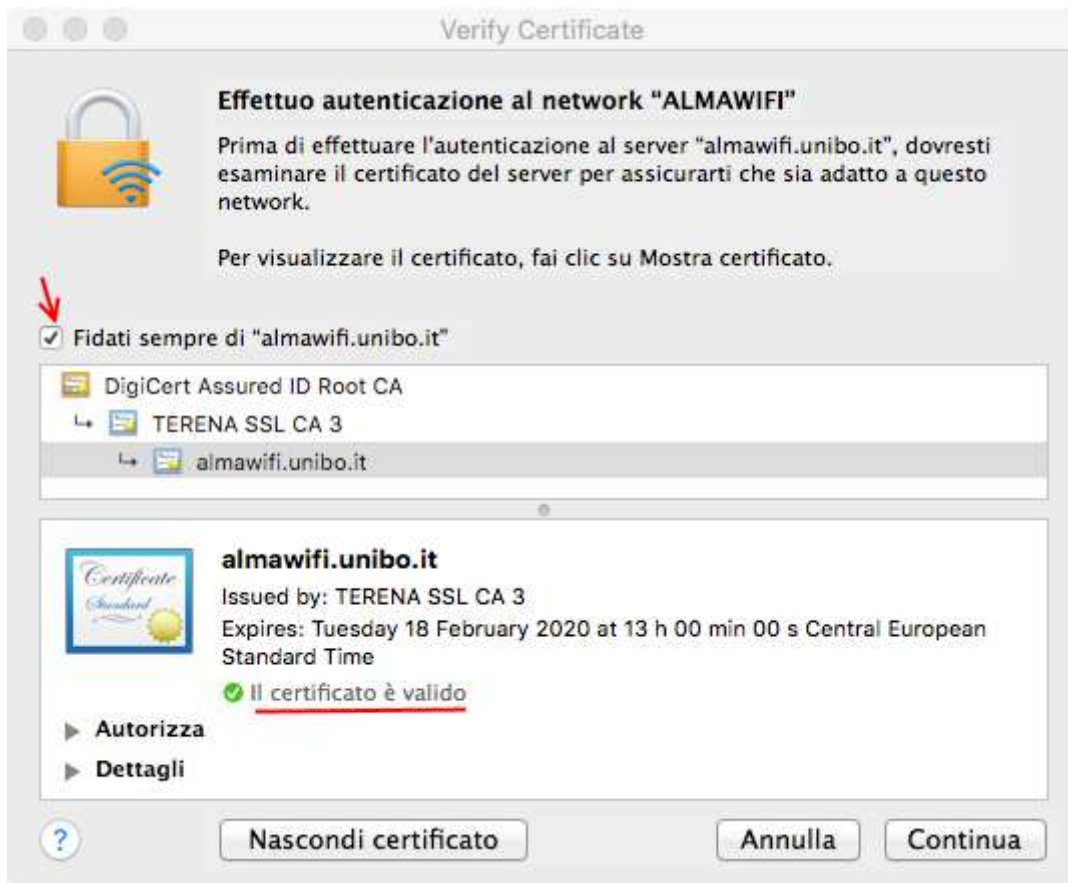 Verify Certificate
Effettuo autenticazione al network “ALMAWIFI”
Prima di effettuare l'autenticazione al server “almawifi.unibo.it”, dovresti
esaminare il certificato del server per assicurarti che sia adatto a questo
network.
Per visualizzare il certificato, fai clic su Mostra certificato.
Fidati sempre di “almawifi.unibo.it”
DigiCert Assured ID Root CA
TERENA SSL CA 3
almawifi.unibo.it
Certificate
Standard
almawifi.unibo.it
Issued by: TERENA SSL CA 3
Expires: Tuesday 18 February 2020 at 13 h 00 min 00 s Central European
Standard Time
Il certificato è valido
Autorizza
Dettagli
?
Nascondi certificato
Annulla
Continua